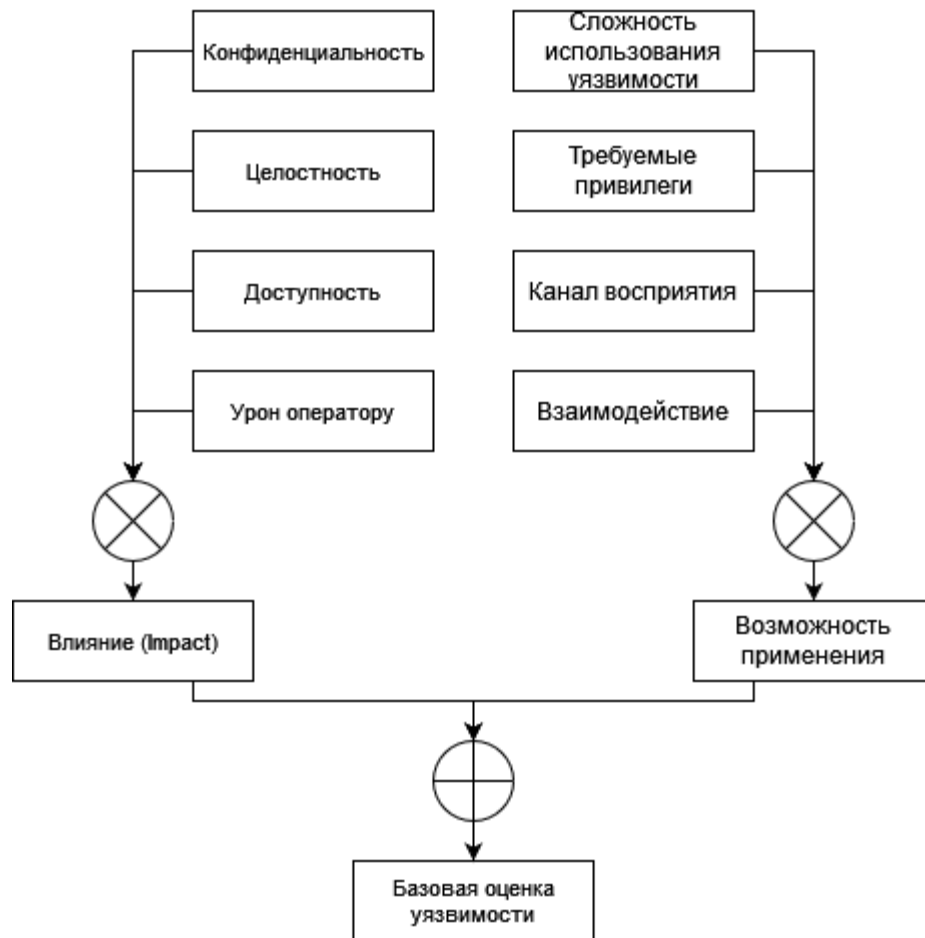 Конфиденциальность
Сложность
использования
уязвимости
Целостность
Требуемые
привилеги
Доступность
Канал восприятия
Урон оператору
Взаимодействие
Влияние (Impact)
Возможность
применения
Базовая оценка
уязвимости